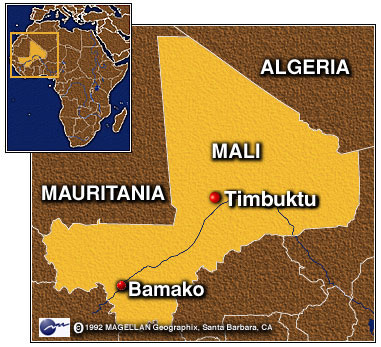 ALGERIA
MALI
MAURITANIA
Timbuktu
Bamako
© 1992 MAGELLAN Geographix, Santa Barbara, CA